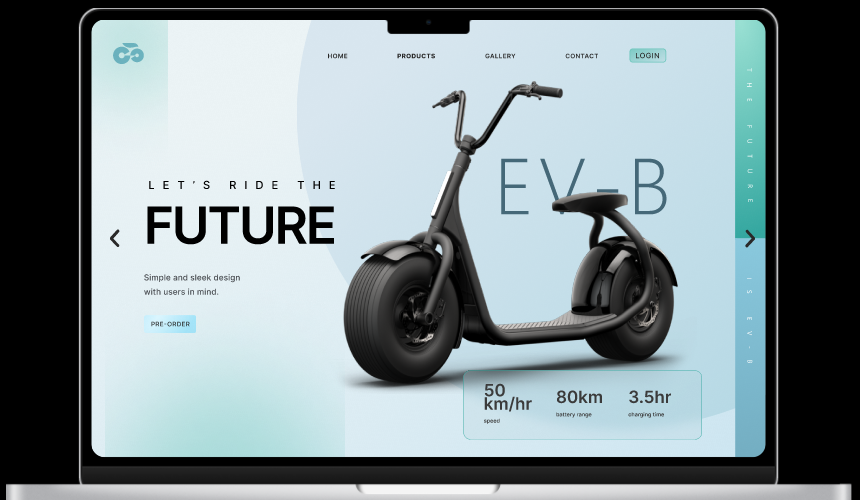 HOME PRODUCTS GALLERY CONTACT LOGIN
LET'S RIDE THE
FUTURE
Simple and sleek design
with users in mind.
PRE-ORDER
EV-B
50
km/hr
speed
80km
battery range
3.5hr
charging time
THE FUTURE
IS EV-B